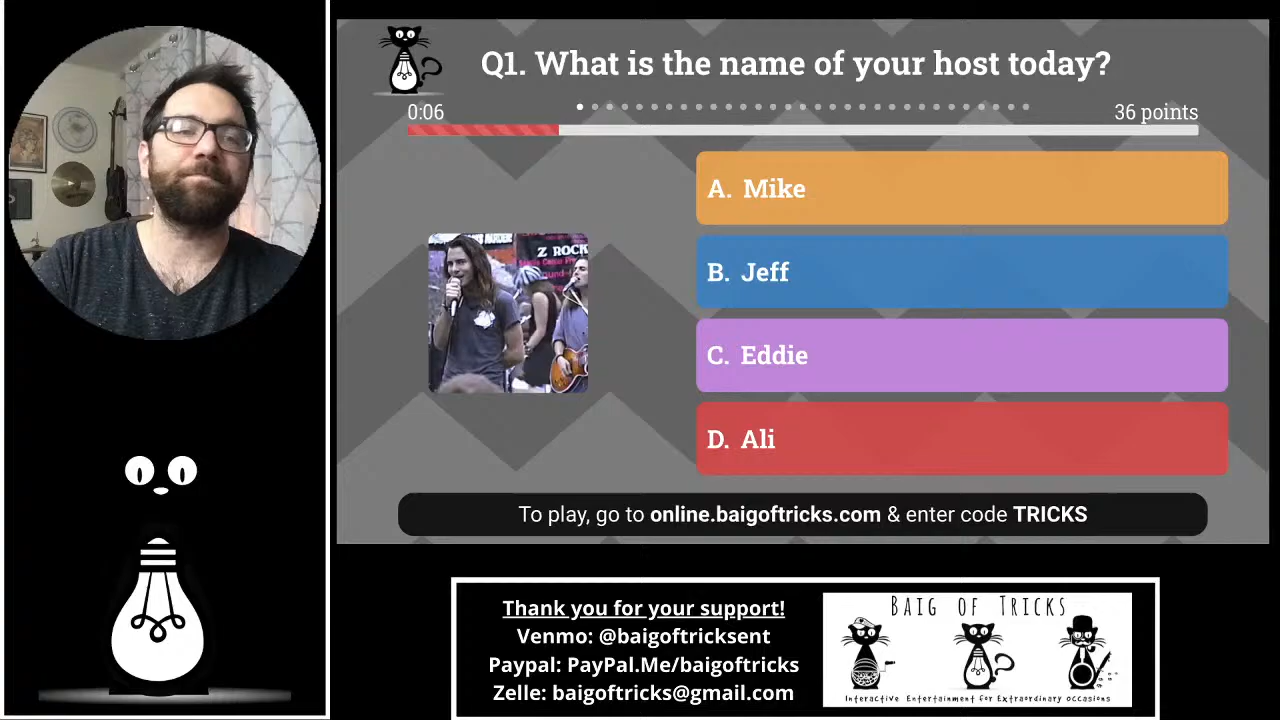 Q1. What is the name of your host today?
0:06
36 points
A. Mike
B. Jeff
C. Eddie
D. Ali
Z ROCK
To play, go to online.baigoftricks.com & enter code TRICKS
Thank you for your support!
Venmo: @baigoftricksent
Paypal: PayPal.Me/baigoftricks
Zelle: baigoftricks@gmail.com
BAIG OF TRICKS
Interactive Entertainment for Extraordinary Occasions